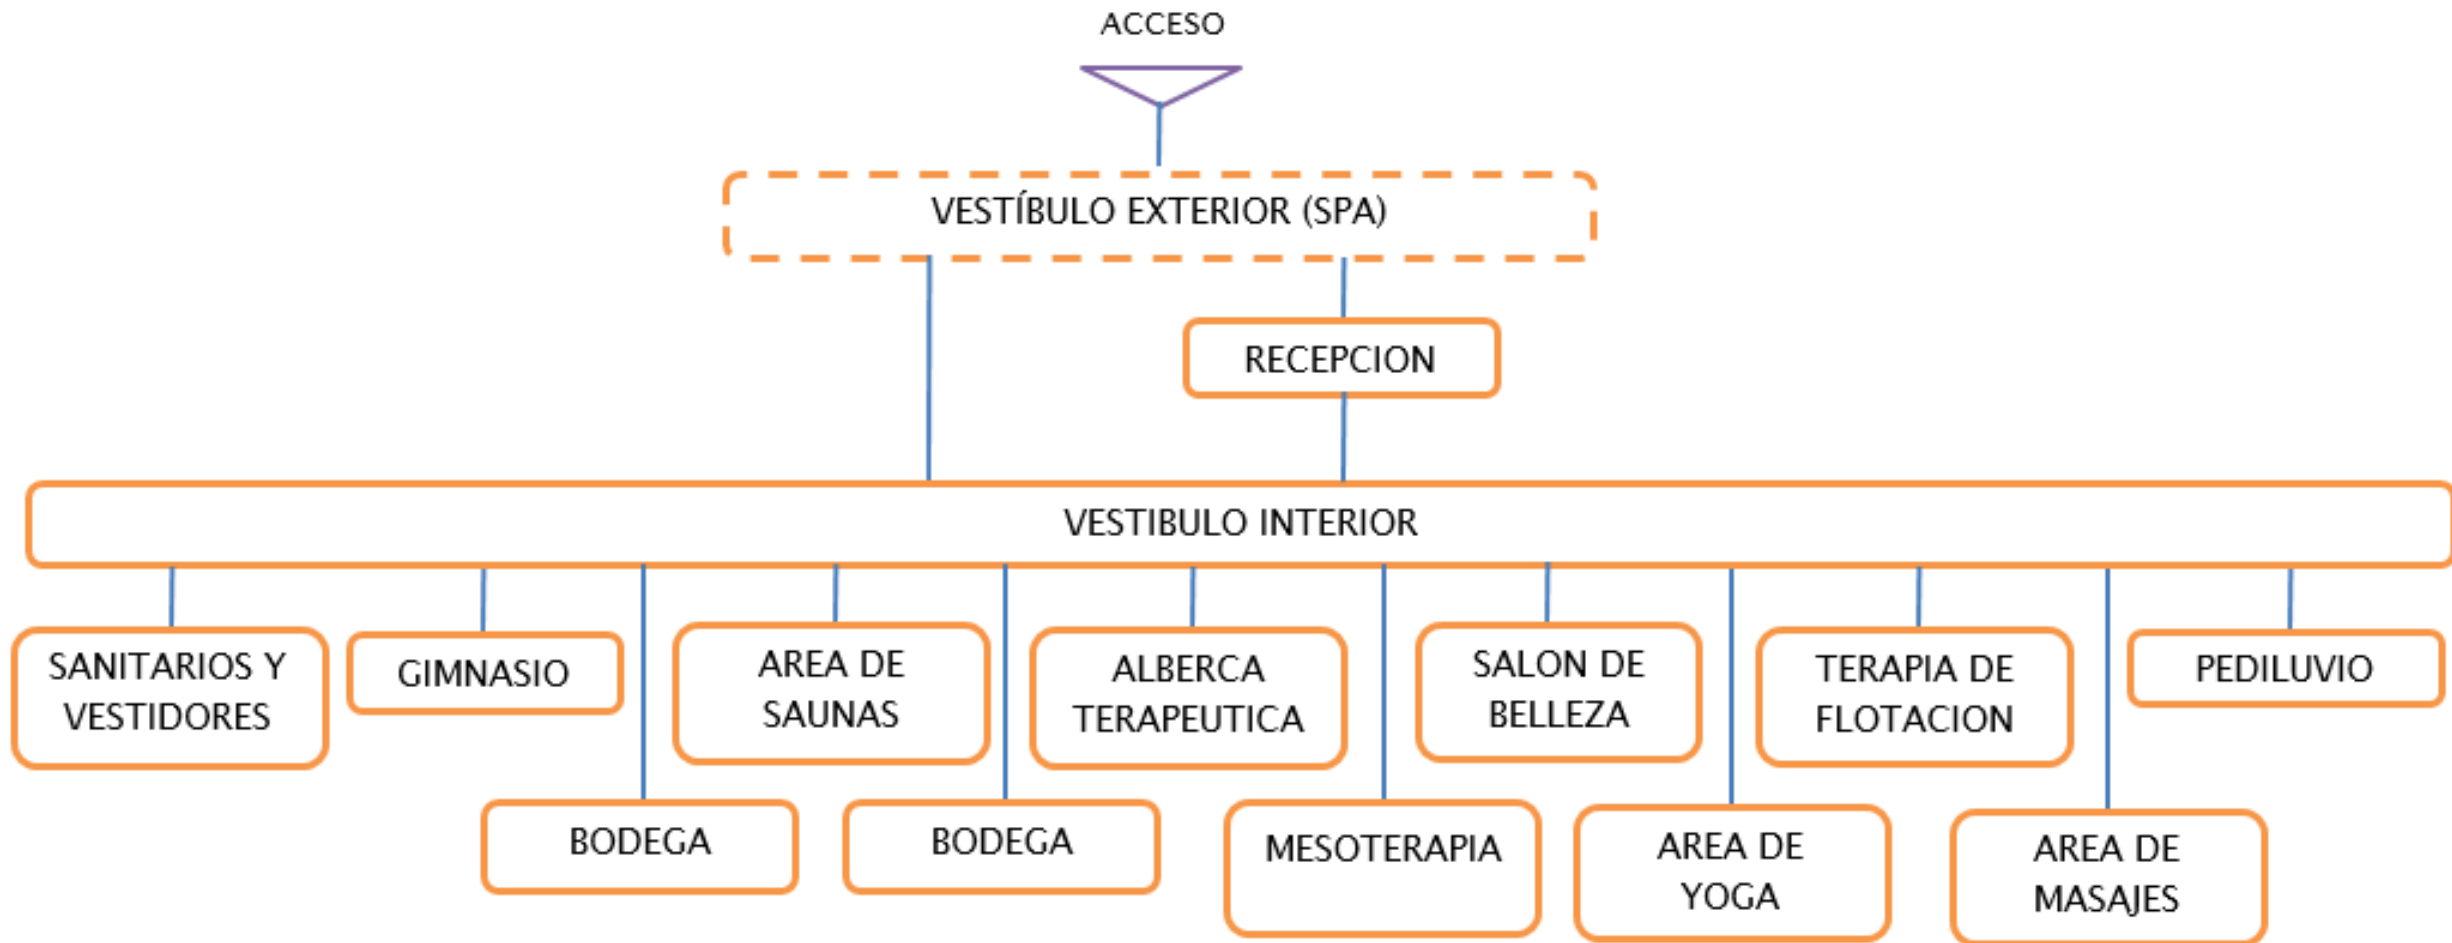 ACCESO
VESTÍBULO EXTERIOR (SPA)
RECEPCION
VESTIBULO INTERIOR
SANITARIOS Y
VESTIDORES
GIMNASIO
AREA DE
SAUNAS
ALBERCA
TERAPEUTICA
SALON DE
BELLEZA
TERAPIA DE
FLOTACION
PEDILUVIO
BODEGA
BODEGA
MESOTERAPIA
AREA DE
YOGA
AREA DE
MASAJES